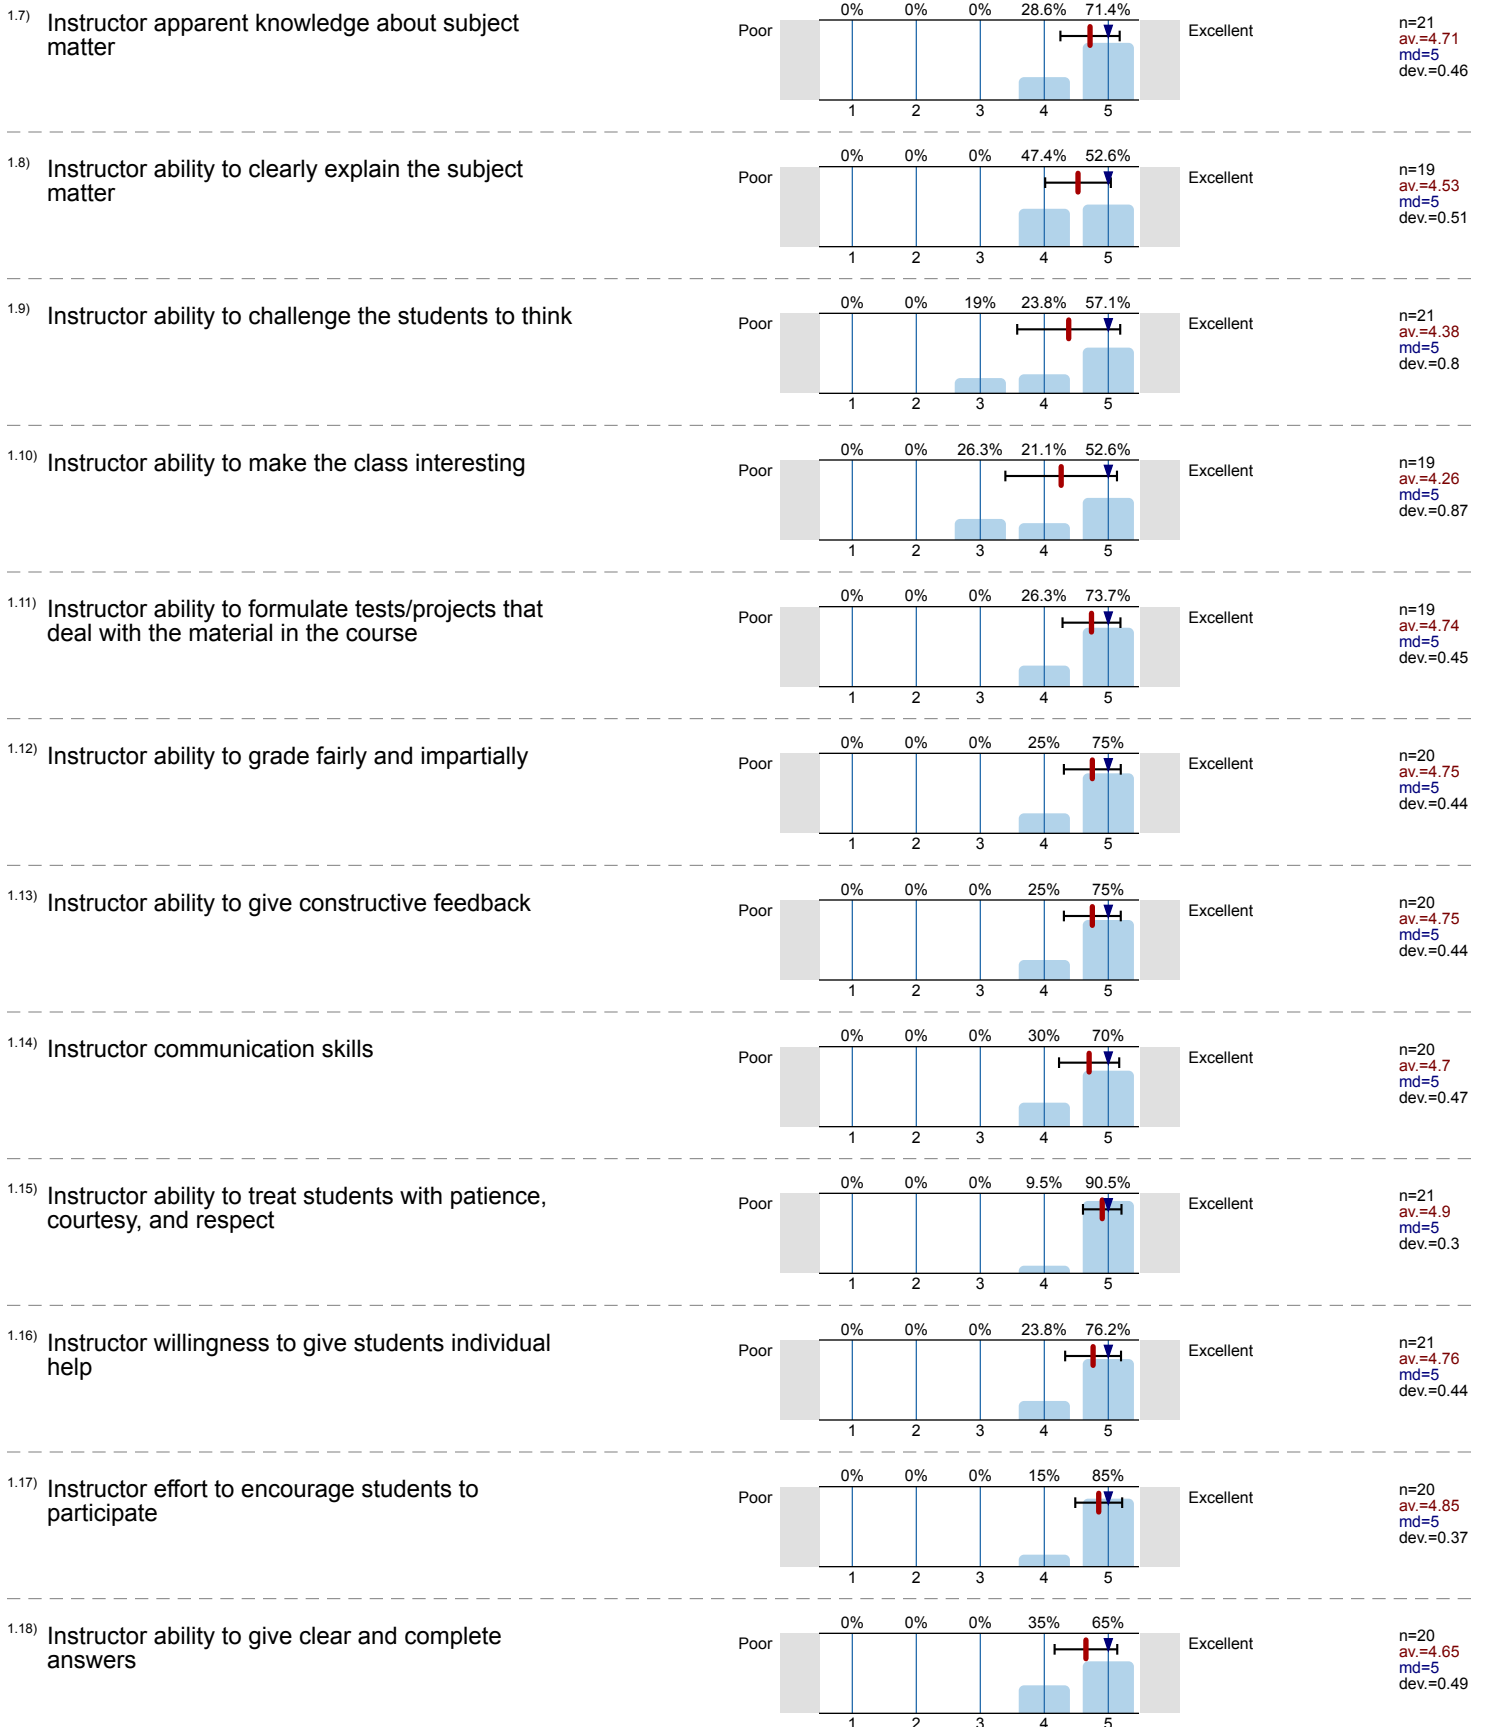 1.7) Instructor apparent knowledge about subject
matter
0% 0% 0% 28.6% 71.4%
Poor Excellent
1 2 3 4 5
n=21
av.=4.71
md=5
dev.=0.46
1.8) Instructor ability to clearly explain the subject
matter
0% 0% 0% 47.4% 52.6%
Poor Excellent
1 2 3 4 5
n=19
av.=4.53
md=5
dev.=0.51
1.9) Instructor ability to challenge the students to think
0% 0% 19% 23.8% 57.1%
Poor Excellent
1 2 3 4 5
n=21
av.=4.38
md=5
dev.=0.8
1.10) Instructor ability to make the class interesting
0% 0% 26.3% 21.1% 52.6%
Poor Excellent
1 2 3 4 5
n=19
av.=4.26
md=5
dev.=0.87
1.11) Instructor ability to formulate tests/projects that
deal with the material in the course
0% 0% 0% 26.3% 73.7%
Poor Excellent
1 2 3 4 5
n=19
av.=4.74
md=5
dev.=0.45
1.12) Instructor ability to grade fairly and impartially
0% 0% 0% 25% 75%
Poor Excellent
1 2 3 4 5
n=20
av.=4.75
md=5
dev.=0.44
1.13) Instructor ability to give constructive feedback
0% 0% 0% 25% 75%
Poor Excellent
1 2 3 4 5
n=20
av.=4.75
md=5
dev.=0.44
1.14) Instructor communication skills
0% 0% 0% 30% 70%
Poor Excellent
1 2 3 4 5
n=20
av.=4.7
md=5
dev.=0.47
1.15) Instructor ability to treat students with patience,
courtesy, and respect
0% 0% 0% 9.5% 90.5%
Poor Excellent
1 2 3 4 5
n=21
av.=4.9
md=5
dev.=0.3
1.16) Instructor willingness to give students individual
help
0% 0% 0% 23.8% 76.2%
Poor Excellent
1 2 3 4 5
n=21
av.=4.76
md=5
dev.=0.44
1.17) Instructor effort to encourage students to
participate
0% 0% 0% 15% 85%
Poor Excellent
1 2 3 4 5
n=20
av.=4.85
md=5
dev.=0.37
1.18) Instructor ability to give clear and complete
answers
0% 0% 0% 35% 65%
Poor Excellent
1 2 3 4 5
n=20
av.=4.65
md=5
dev.=0.49